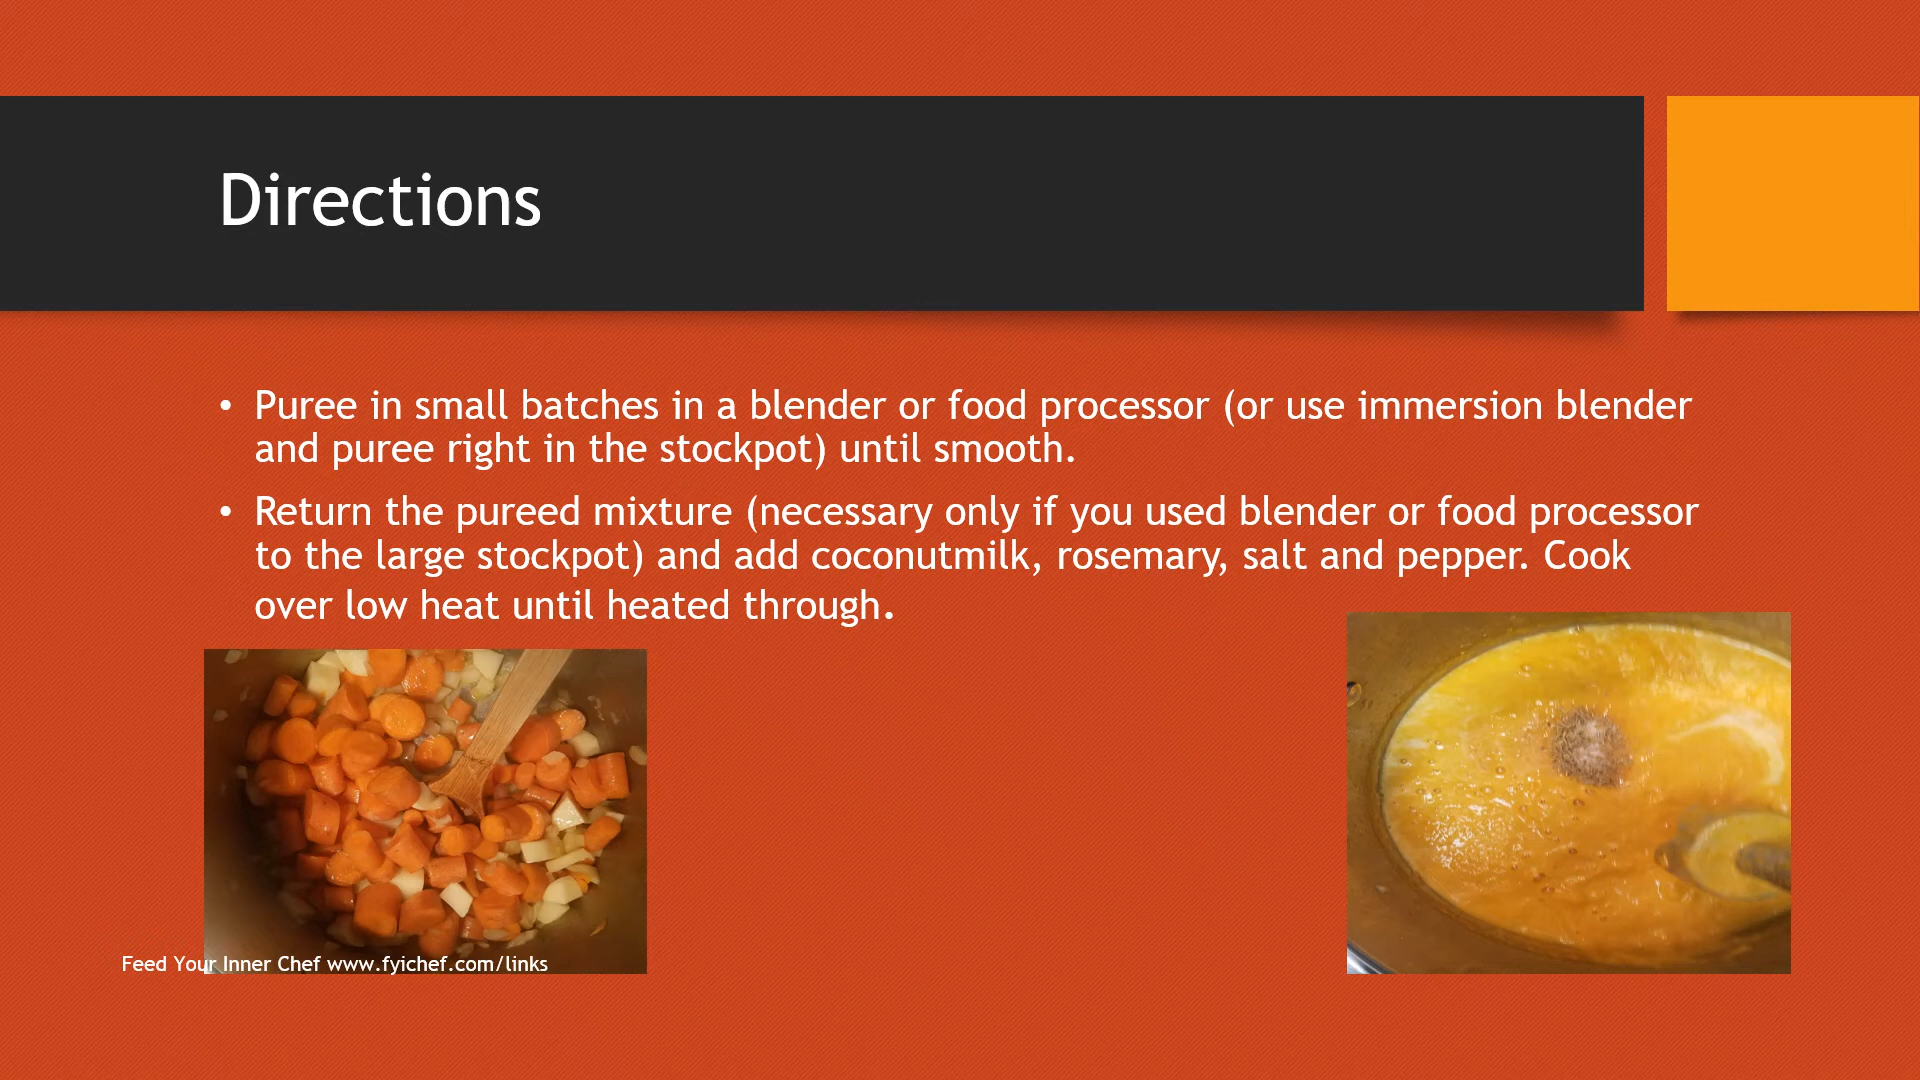 Directions
• Puree in small batches in a blender or food processor (or use immersion blender
and puree right in the stockpot) until smooth.
• Return the pureed mixture (necessary only if you used blender or food processor
to the large stockpot) and add coconutmilk, rosemary, salt and pepper. Cook
over low heat until heated through.
Feed Your Inner Chef www.fyichef.com/links